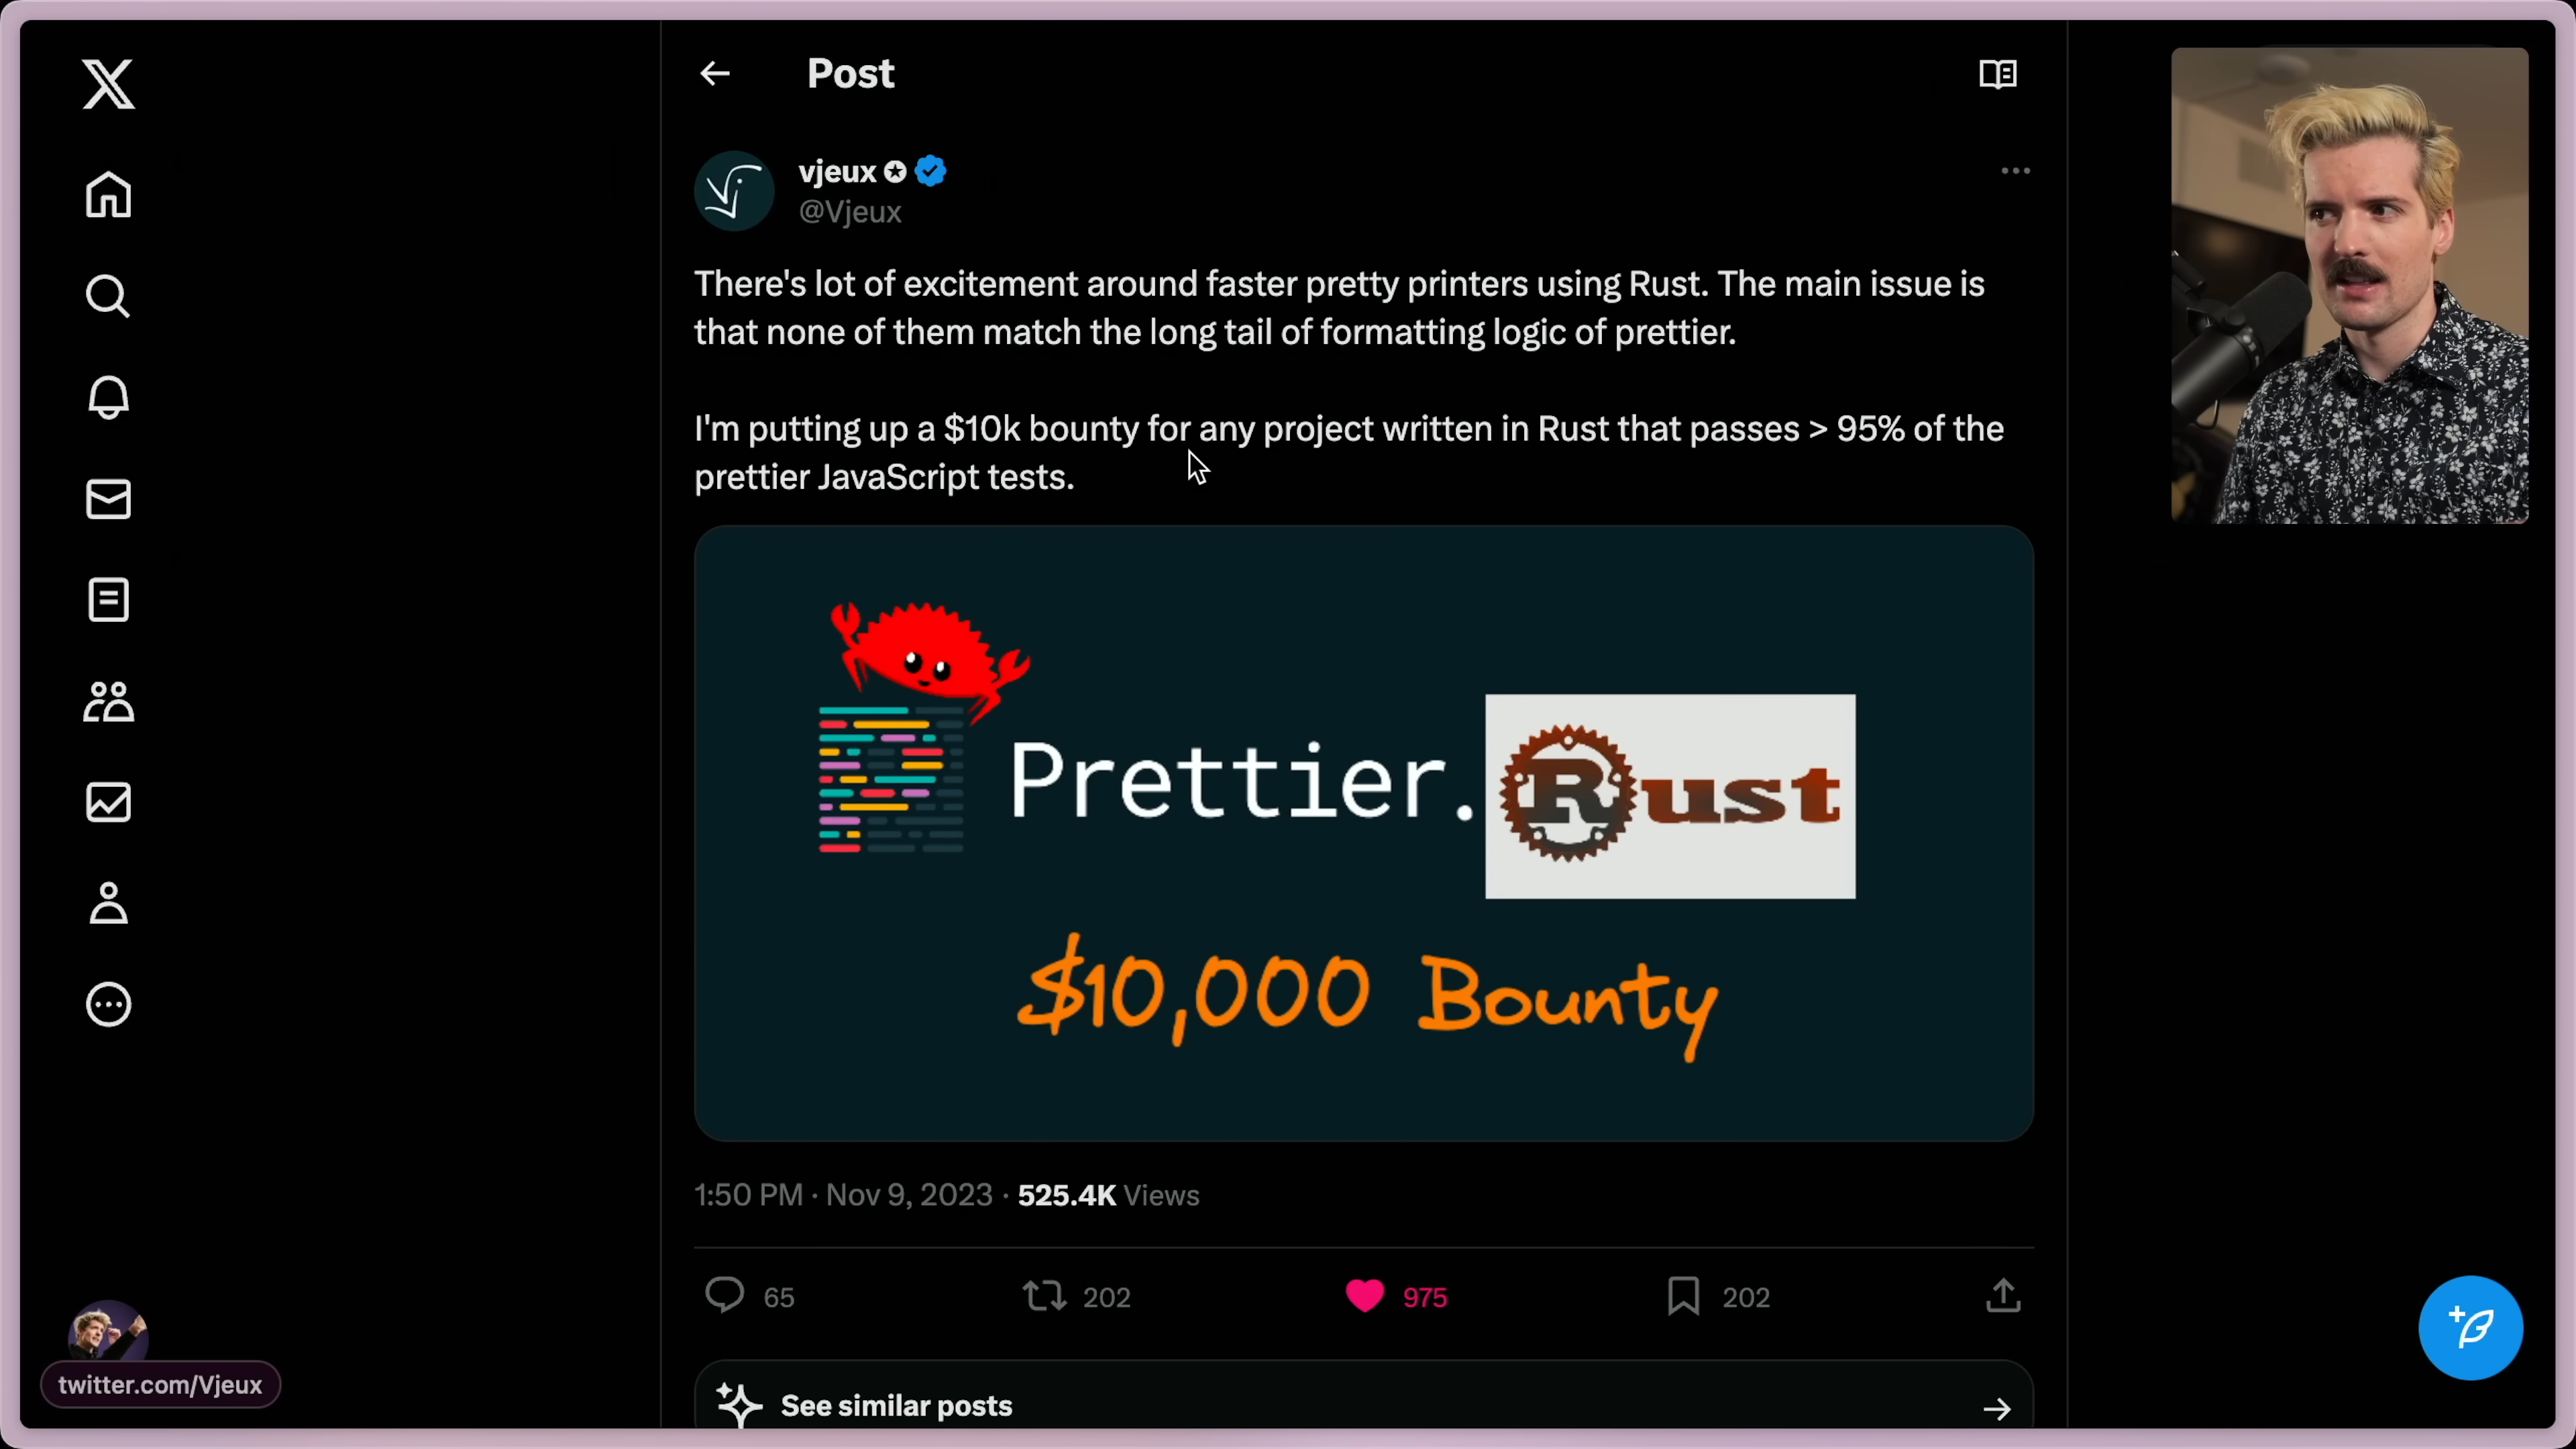 Post
vjeux
@Vjeux
There's lot of excitement around faster pretty printers using Rust. The main issue is
that none of them match the long tail of formatting logic of prettier.
I'm putting up a $10k bounty for any project written in Rust that passes > 95% of the
prettier JavaScript tests.
Prettier.Rust
$10,000 Bounty
1:50 PM · Nov 9, 2023 · 525.4K Views
65 202 975 202
See similar posts
twitter.com/Vjeux